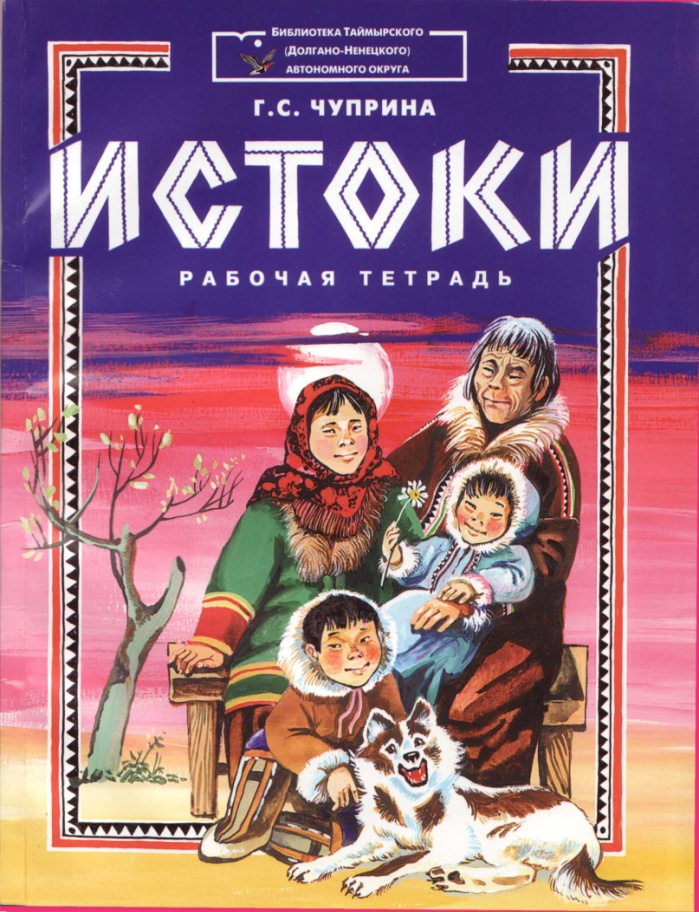 БИБЛИОТЕКА ТАЙМЫРСКОГО
(ДОЛГАНО-НЕНЕЦКОГО)
АВТОНОМНОГО ОКРУГА
Г.С. ЧУПРИНА
ИСТОКИ
РАБОЧАЯ ТЕТРАДЬ